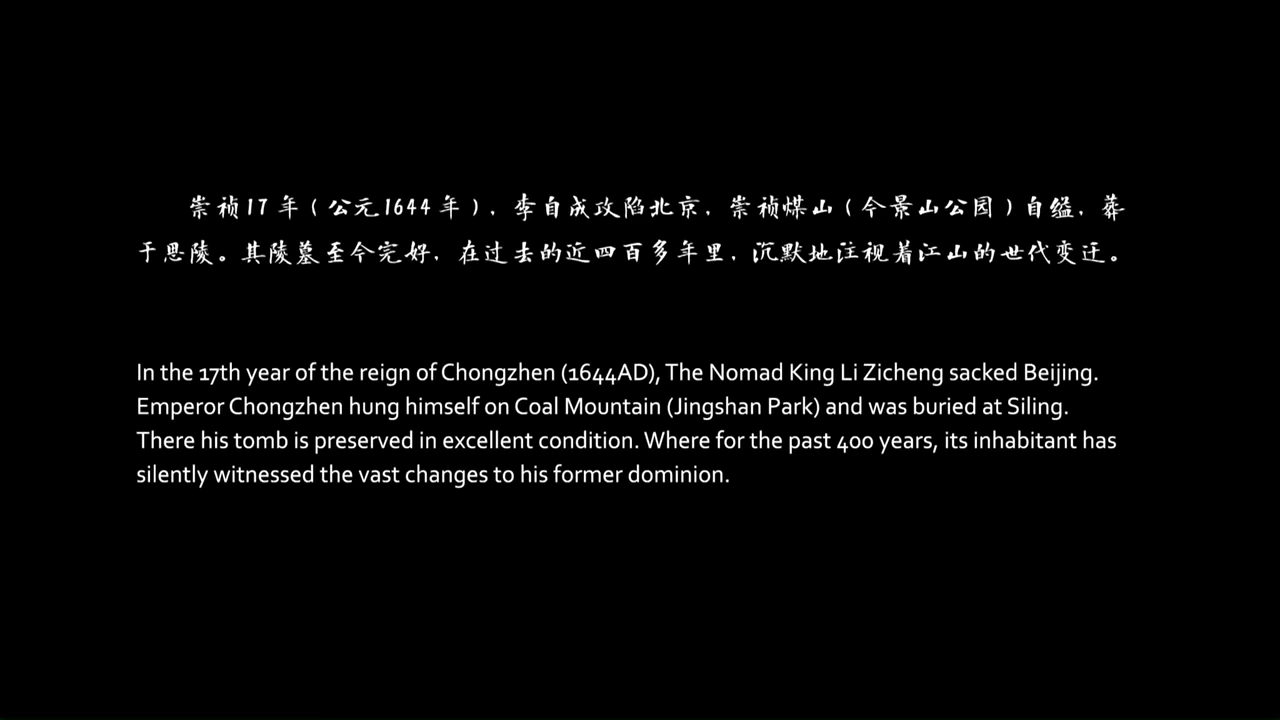 崇祯17年（公元1644年），李自成攻陷北京，崇祯煤山（今景山公园）自缢，葬
于思陵。其陵墓至今完好，在过去的近四百多年里，沉默地注视着江山的世代变迁。
In the 17th year of the reign of Chongzhen (1644AD), The Nomad King Li Zicheng sacked Beijing.
Emperor Chongzhen hung himself on Coal Mountain (Jingshan Park) and was buried at Siling.
There his tomb is preserved in excellent condition. Where for the past 400 years, its inhabitant has
silently witnessed the vast changes to his former dominion.